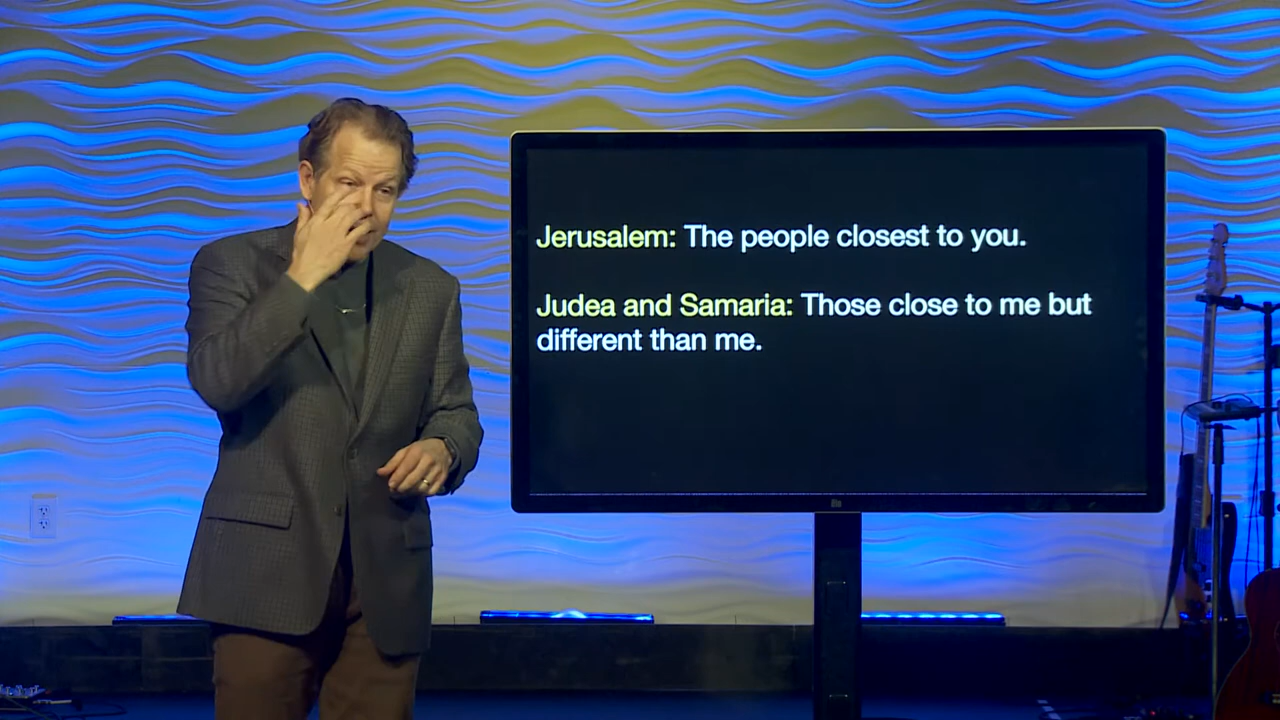 Jerusalem: The people closest to you.
Judea and Samaria: Those close to me but
different than me.